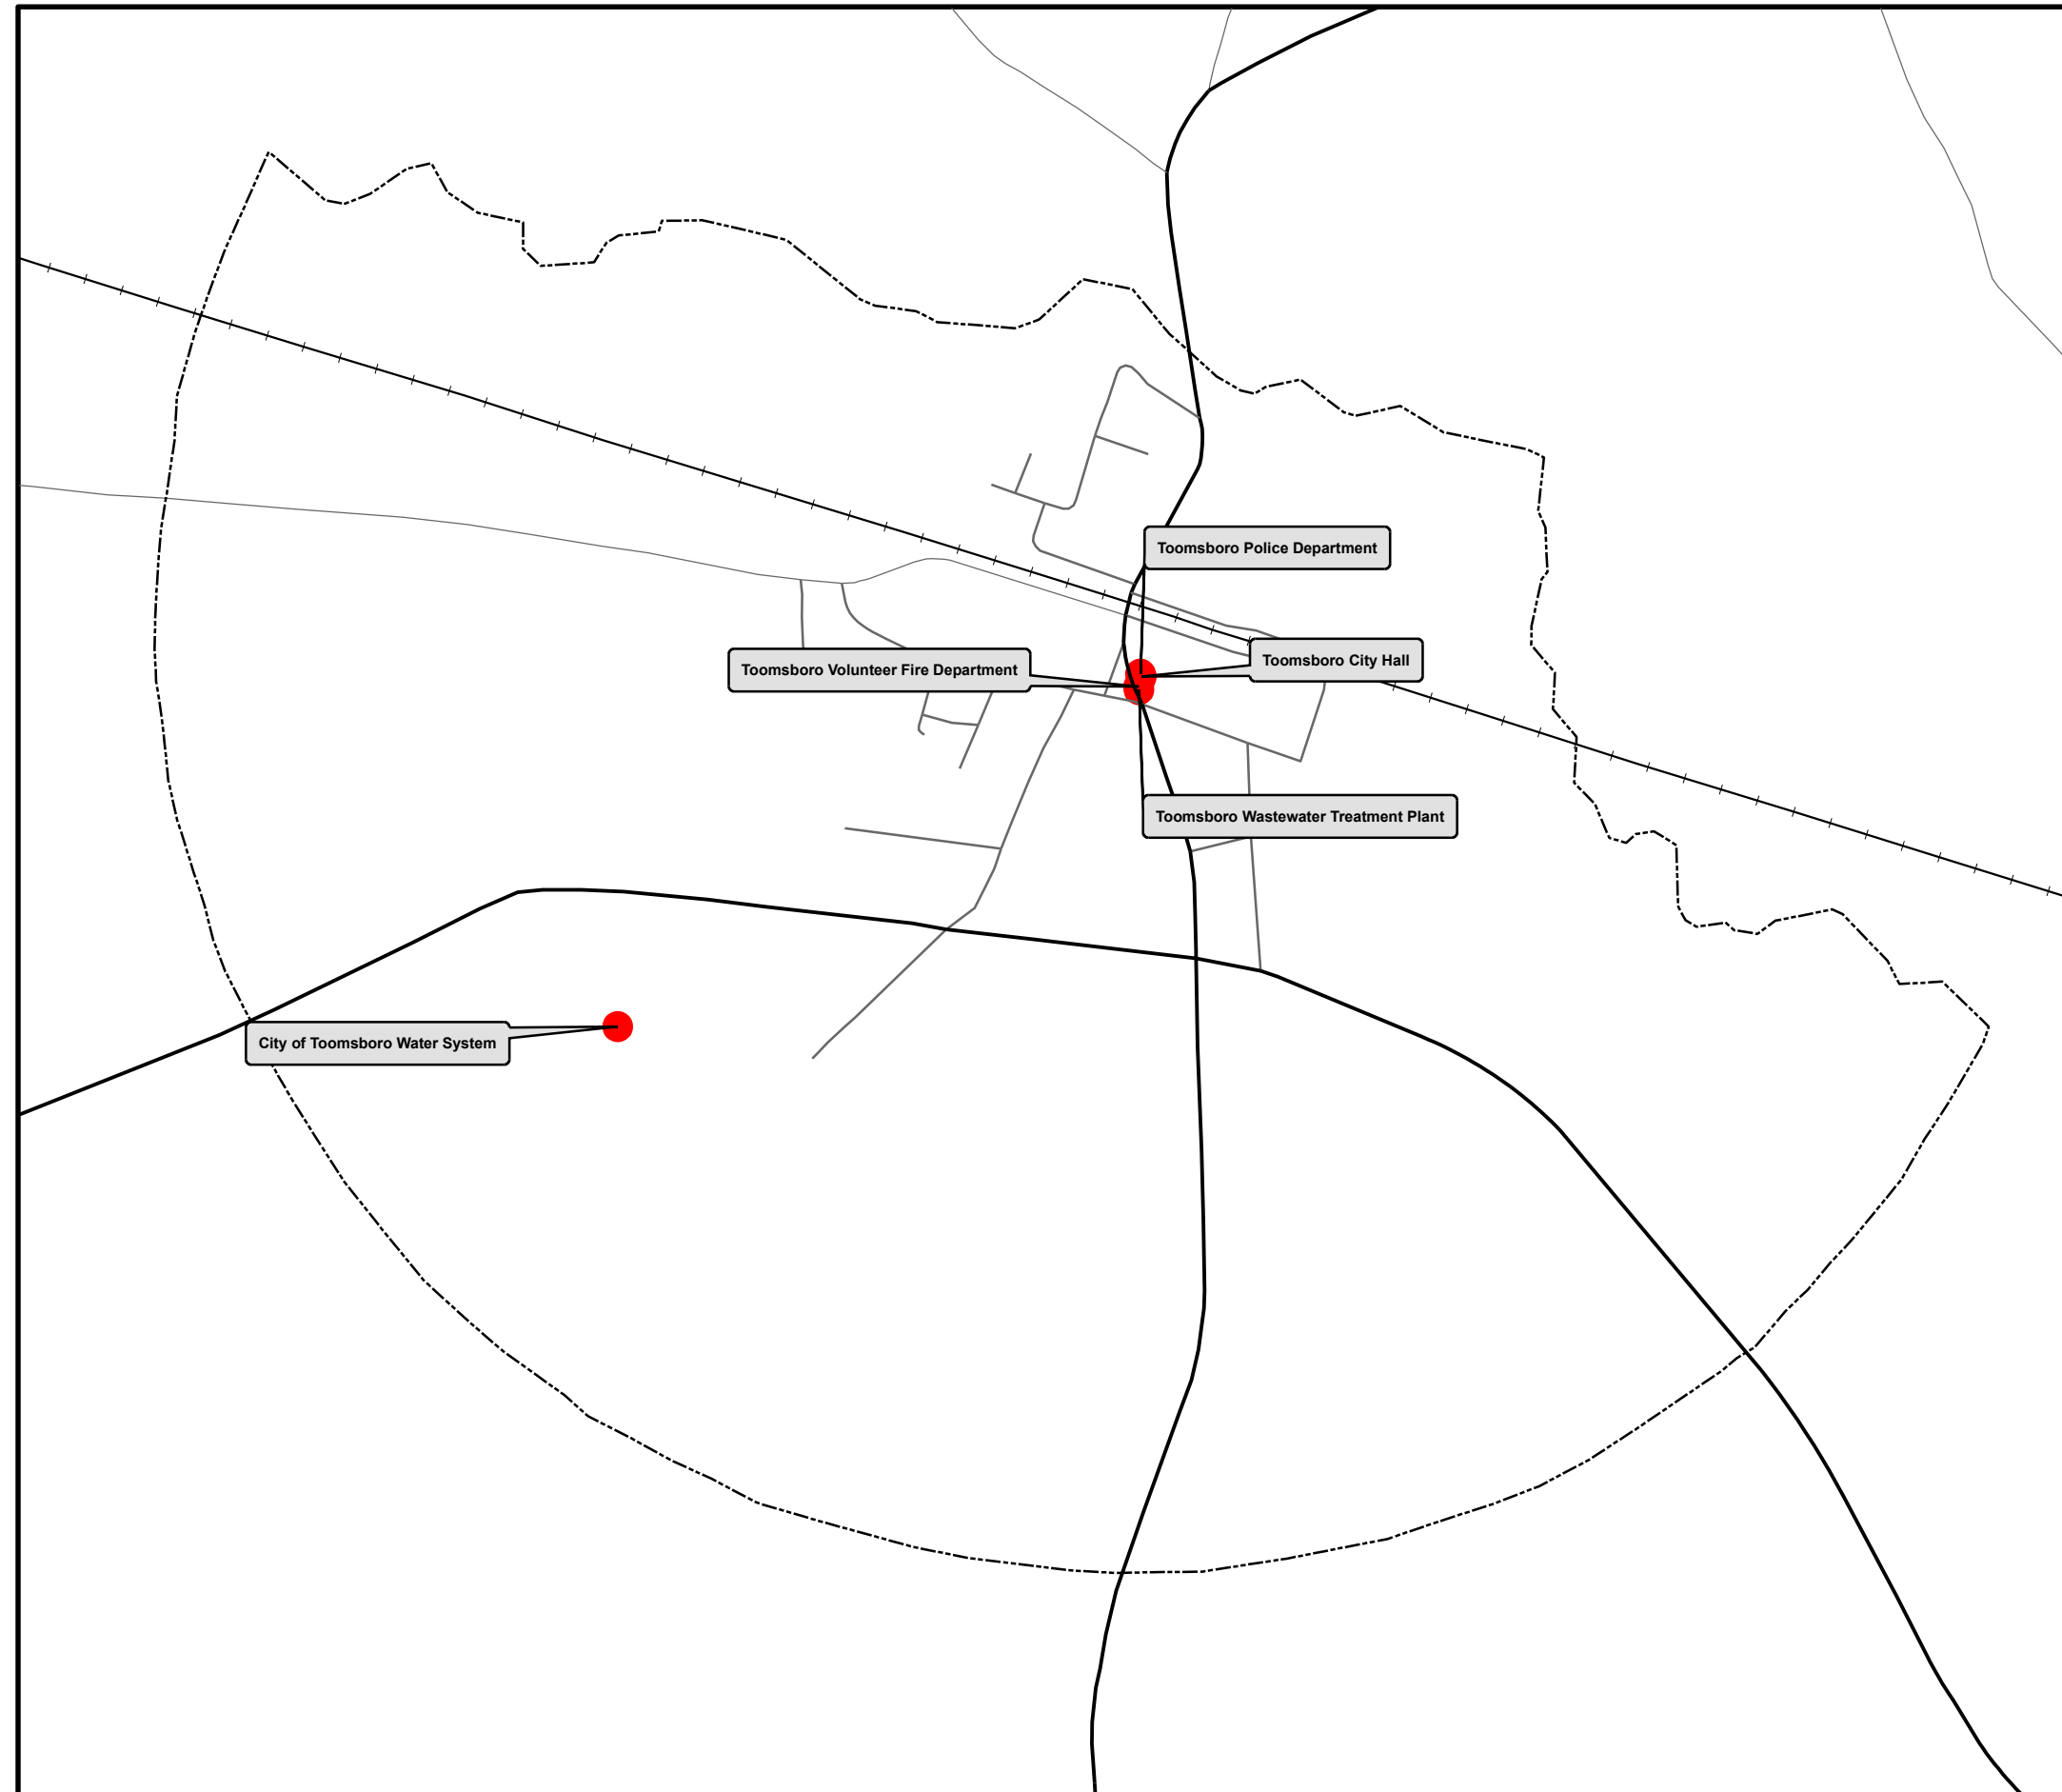 Toomsboro Police Department
Toomsboro City Hall
Toomsboro Volunteer Fire Department
Toomsboro Wastewater Treatment Plant
City of Toomsboro Water System